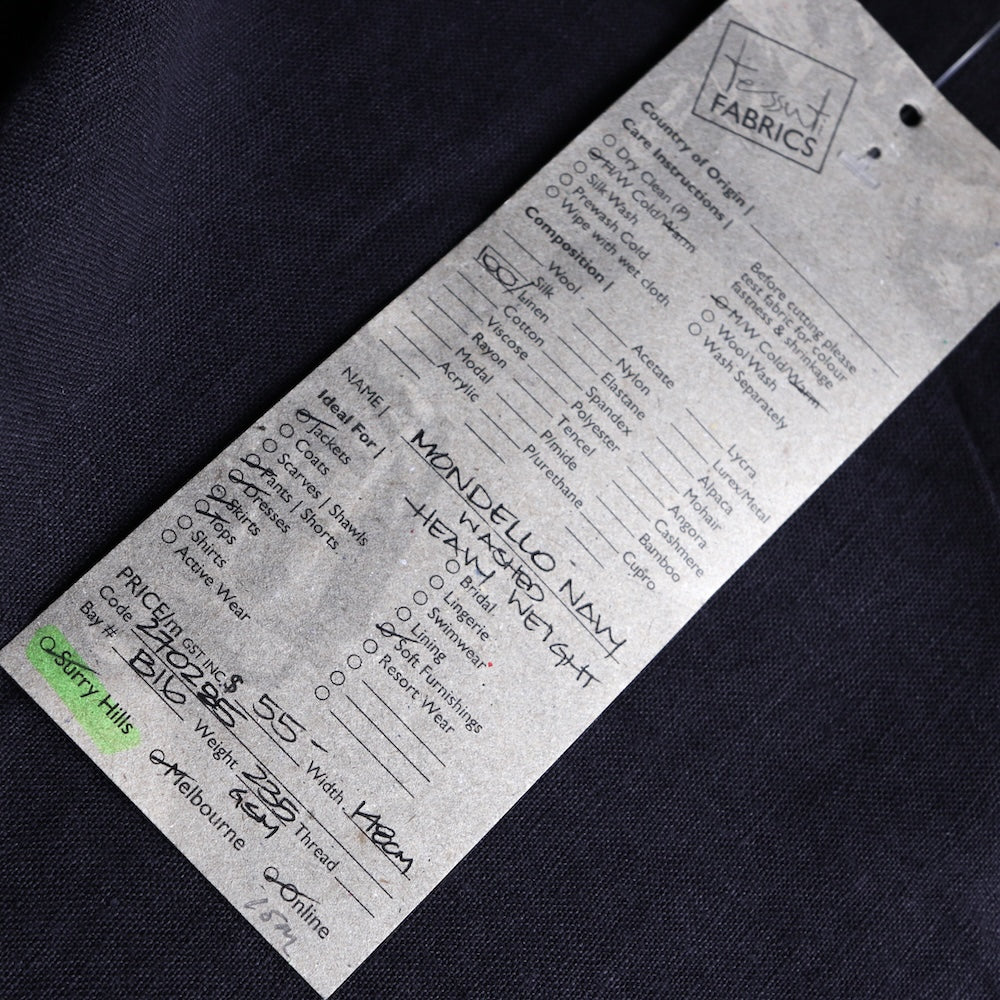 tessuti
FABRICS
Country of Origin |
Care Instructions |
Dry Clean (P)
H/W Cold/Warm
Silk Wash
Prewash Cold
Wipe with wet cloth
Before cutting please
test fabric for colour
fastness & shrinkage
M/W Cold/Warm
Wool Wash
Wash Separately
Composition |
Wool
Silk
100 Linen
Cotton
Viscose
Rayon
Modal
Acrylic
Acetate
Nylon
Elastane
Spandex
Polyester
Tencel
P/mide
P/urethane
Lycra
Lurex/Metal
Alpaca
Mohair
Angora
Cashmere
Bamboo
Cupro
NAME | MONDELLO NAVY
WASHED
HEAVY WEIGHT
Ideal For |
Jackets
Coats
Scarves | Shawls
Pants | Shorts
Dresses
Skirts
Tops
Shirts
Active Wear
Bridal
Lingerie
Swimwear
Lining
Soft Furnishings
Resort Wear
PRICE/m GST INC. $ 55- Width 148cm
Code 270285 Weight 235 GSM Thread
Bay # B16
Surry Hills
Melbourne
Online
15m